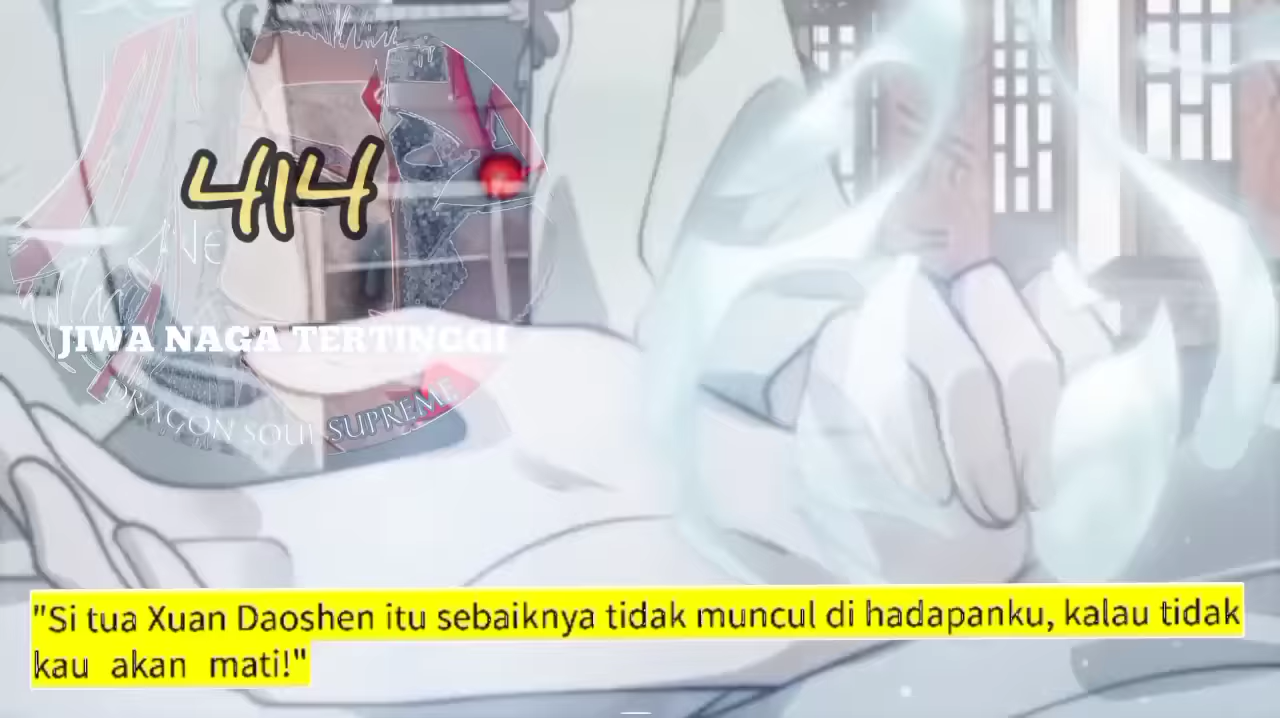 414
NE
JIWA NAGA TERTINGGI
DRAGON SOUL SUPREME
"Si tua Xuan Daoshen itu sebaiknya tidak muncul di hadapanku, kalau tidak
kau akan mati!"